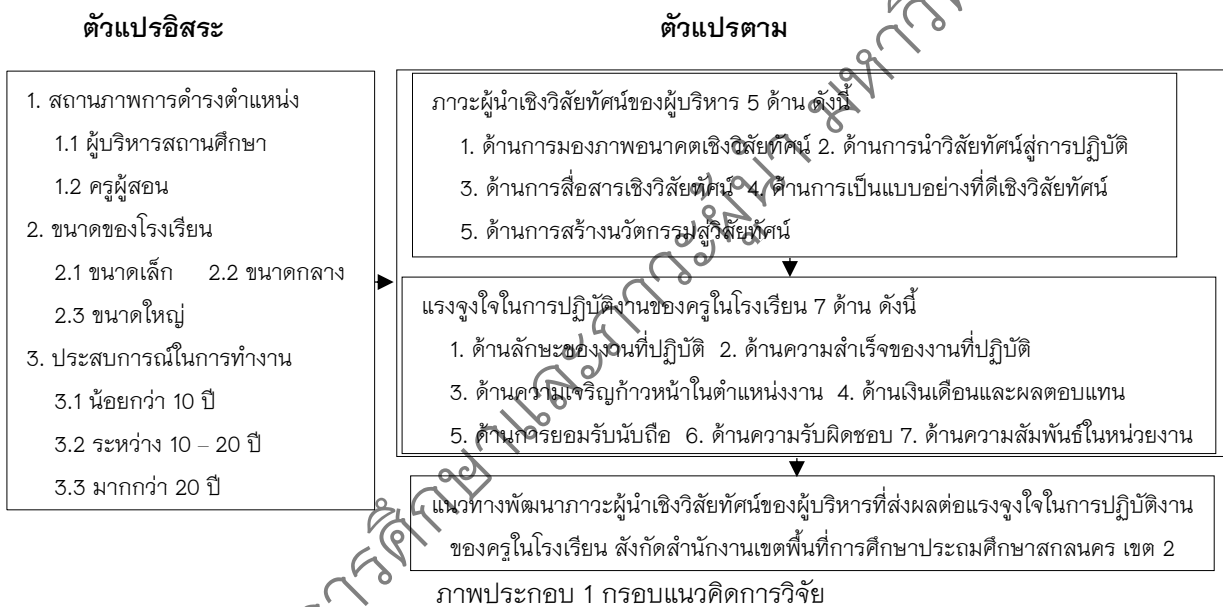 ตัวแปรอิสระ
ตัวแปรตาม
1. สถานภาพการดำรงตำแหน่ง
1.1 ผู้บริหารสถานศึกษา
1.2 ครูผู้สอน
2. ขนาดของโรงเรียน
2.1 ขนาดเล็ก 2.2 ขนาดกลาง
2.3 ขนาดใหญ่
3. ประสบการณ์ในการทำงาน
3.1 น้อยกว่า 10 ปี
3.2 ระหว่าง 10 – 20 ปี
3.3 มากกว่า 20 ปี
ภาวะผู้นำเชิงวิสัยทัศน์ของผู้บริหาร 5 ด้าน ดังนี้
1. ด้านการมองภาพอนาคตเชิงวิสัยทัศน์ 2. ด้านการนำวิสัยทัศน์สู่การปฏิบัติ
3. ด้านการสื่อสารเชิงวิสัยทัศน์ 4. ด้านการเป็นแบบอย่างที่ดีเชิงวิสัยทัศน์
5. ด้านการสร้างนวัตกรรมสู่วิสัยทัศน์
แรงจูงใจในการปฏิบัติงานของครูในโรงเรียน 7 ด้าน ดังนี้
1. ด้านลักษะของงานที่ปฏิบัติ 2. ด้านความสำเร็จของงานที่ปฏิบัติ
3. ด้านความเจริญก้าวหน้าในตำแหน่งงาน 4. ด้านเงินเดือนและผลตอบแทน
5. ด้านการยอมรับนับถือ 6. ด้านความรับผิดชอบ 7. ด้านความสัมพันธ์ในหน่วยงาน
แนวทางพัฒนาภาวะผู้นำเชิงวิสัยทัศน์ของผู้บริหารที่ส่งผลต่อแรงจูงใจในการปฏิบัติงาน
ของครูในโรงเรียน สังกัดสำนักงานเขตพื้นที่การศึกษาประถมศึกษาสกลนคร เขต 2
ภาพประกอบ 1 กรอบแนวคิดการวิจัย
การศึกษาและภาวะผู้นำ